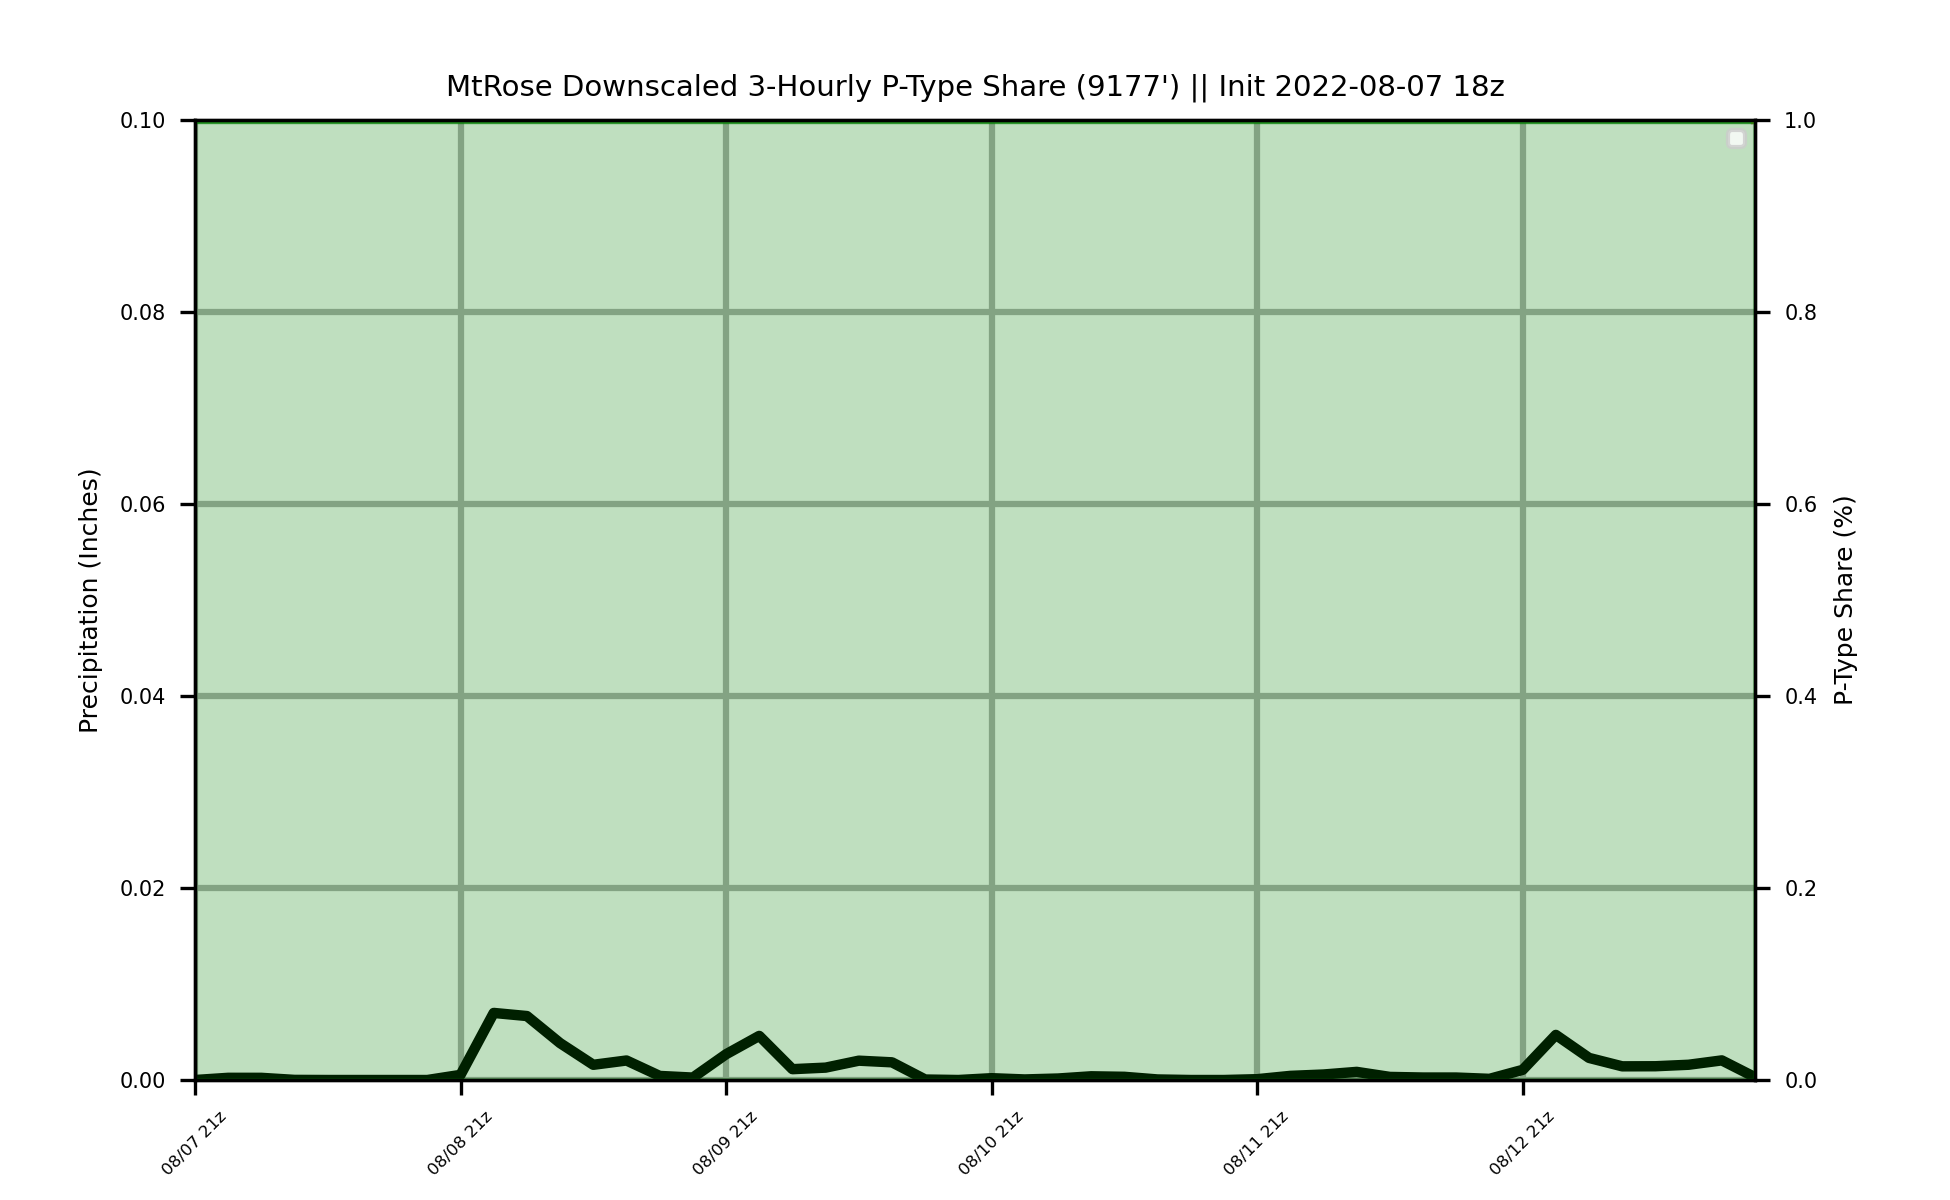 MtRose Downscaled 3-Hourly P-Type Share (9177') || Init 2022-08-07 18z
Precipitation (Inches)
0.10
0.08
0.06
0.04
0.02
0.00
1.0
0.8
0.6
0.4
0.2
0.0
P-Type Share (%)
08/07 21z
08/08 21z
08/09 21z
08/10 21z
08/11 21z
08/12 21z